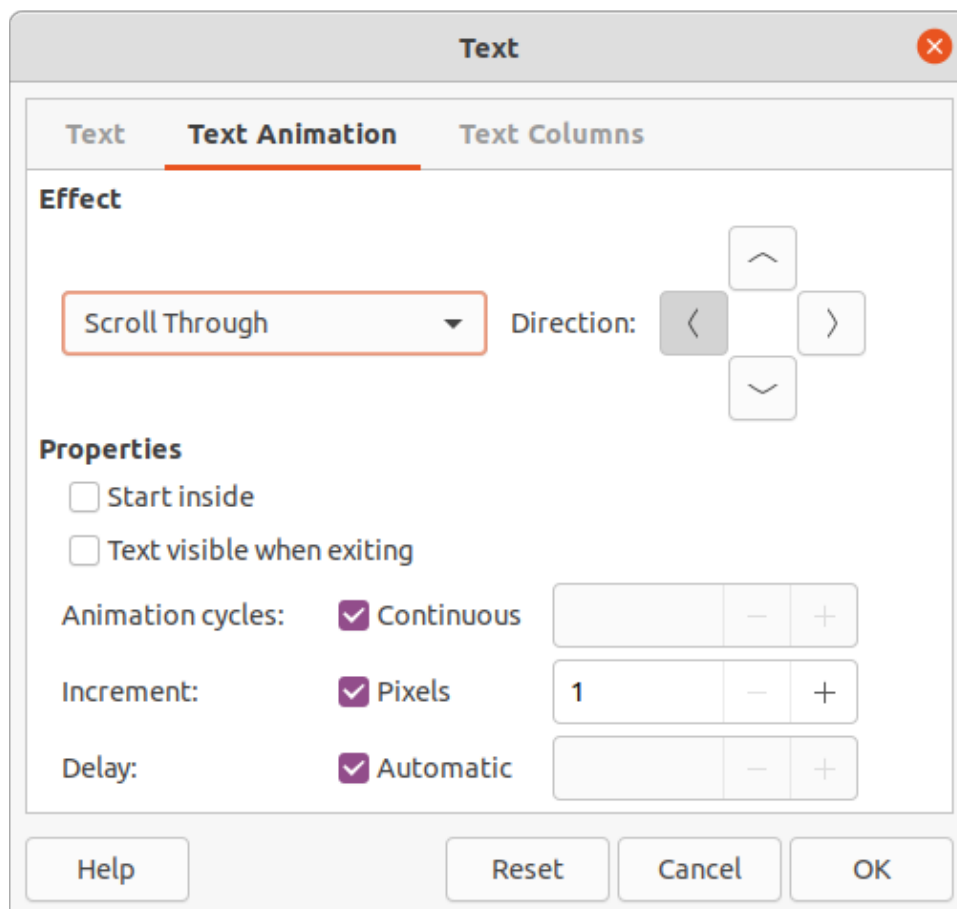 Text
Text Text Animation Text Columns
Effect
Scroll Through Direction:
Properties
Start inside
Text visible when exiting
Animation cycles: Continuous
Increment: Pixels 1
Delay: Automatic
Help Reset Cancel OK